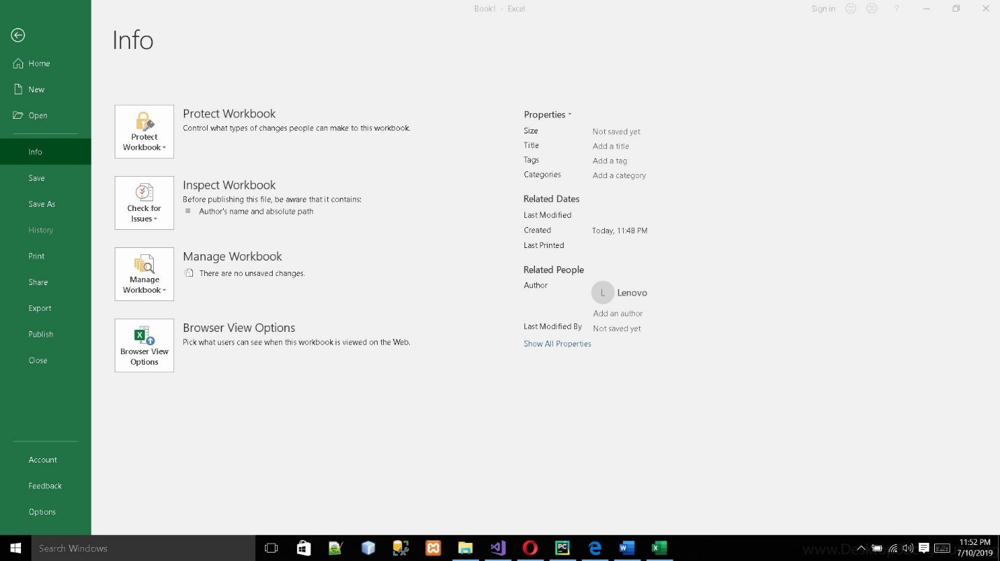 Book1 - Excel
Sign in
?
Info
Home
New
Open
Info
Save
Save As
History
Print
Share
Export
Publish
Close
Account
Feedback
Options
Protect
Workbook
Protect Workbook
Control what types of changes people can make to this workbook.
Check for
Issues
Inspect Workbook
Before publishing this file, be aware that it contains:
Author's name and absolute path
Manage
Workbook
Manage Workbook
There are no unsaved changes.
Browser View
Options
Browser View Options
Pick what users can see when this workbook is viewed on the Web.
Properties
Size Not saved yet
Title Add a title
Tags Add a tag
Categories Add a category
Related Dates
Last Modified
Created Today, 11:48 PM
Last Printed
Related People
Author
L Lenovo
Add an author
Last Modified By Not saved yet
Show All Properties
Search Windows
PC
11:52 PM
7/10/2019